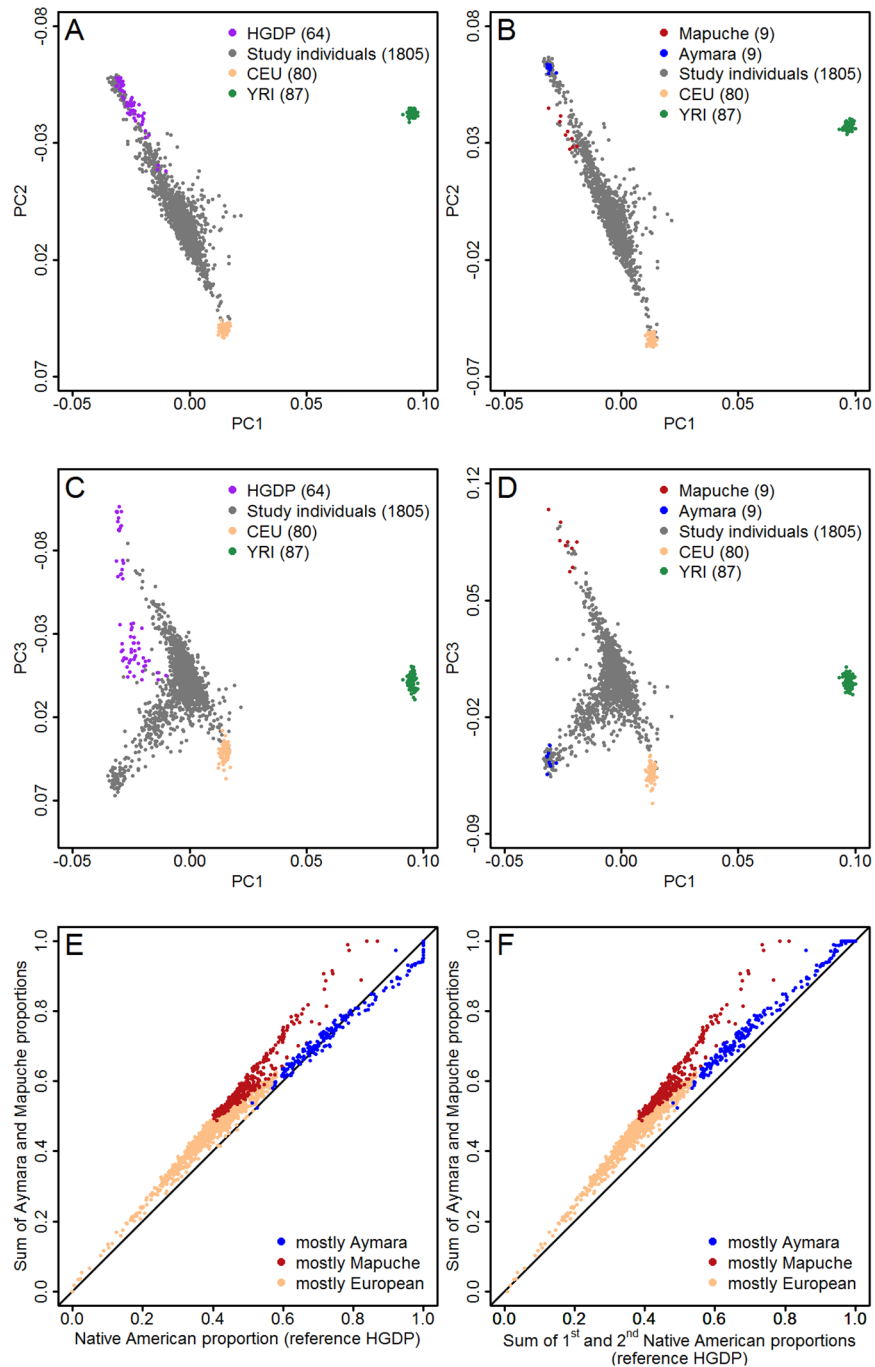 A
HGDP (64)
Study individuals (1805)
CEU (80)
YRI (87)
-0.08
-0.03
0.02
0.07
PC2
-0.05
0.00
0.05
0.10
PC1
B
Mapuche (9)
Aymara (9)
Study individuals (1805)
CEU (80)
YRI (87)
0.08
0.03
-0.02
-0.07
PC2
-0.05
0.00
0.05
0.10
PC1
C
HGDP (64)
Study individuals (1805)
CEU (80)
YRI (87)
-0.08
-0.03
0.02
0.07
PC3
-0.05
0.00
0.05
0.10
PC1
D
Mapuche (9)
Aymara (9)
Study individuals (1805)
CEU (80)
YRI (87)
0.12
0.05
-0.02
-0.09
PC3
-0.05
0.00
0.05
0.10
PC1
E
1.0
0.8
0.6
0.4
0.2
0.0
Sum of Aymara and Mapuche proportions
mostly Aymara
mostly Mapuche
mostly European
0.0
0.2
0.4
0.6
0.8
1.0
Native American proportion (reference HGDP)
F
1.0
0.8
0.6
0.4
0.2
0.0
Sum of Aymara and Mapuche proportions
mostly Aymara
mostly Mapuche
mostly European
0.0
0.2
0.4
0.6
0.8
1.0
Sum of 1st and 2nd Native American proportions
(reference HGDP)